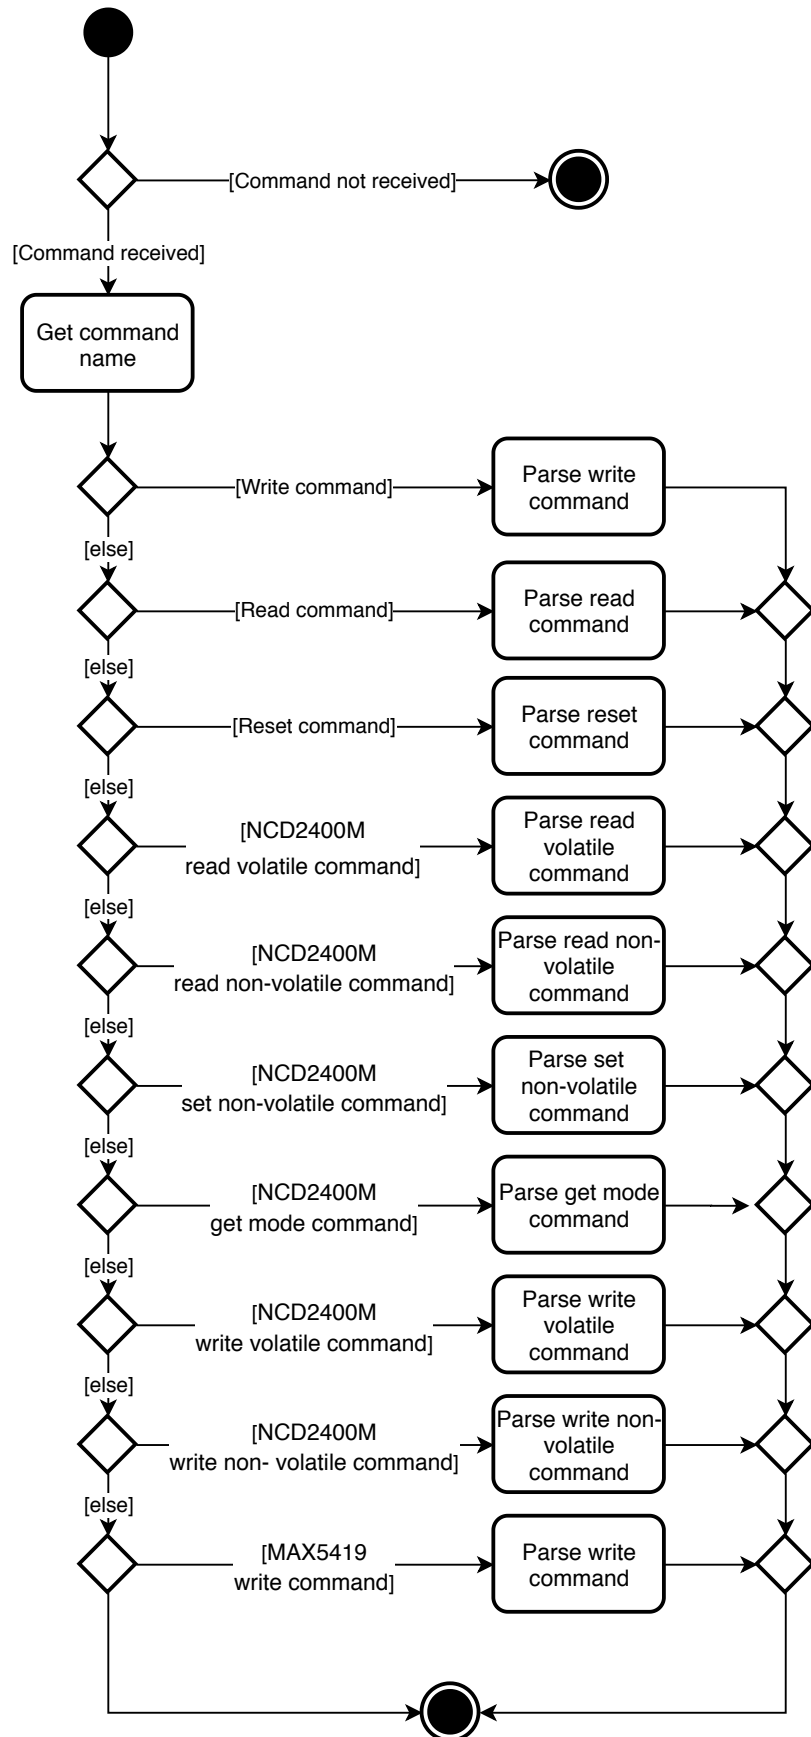 [Command not received]
[Command received]
Get command
name
[Write command]
Parse write
command
[else]
[Read command]
Parse read
command
[else]
[Reset command]
Parse reset
command
[else]
[NCD2400M
read volatile command]
Parse read
volatile
command
[else]
[NCD2400M
read non-volatile command]
Parse read non-
volatile
command
[else]
[NCD2400M
set non-volatile command]
Parse set
non-volatile
command
[else]
[NCD2400M
get mode command]
Parse get mode
command
[else]
[NCD2400M
write volatile command]
Parse write
volatile
command
[else]
[NCD2400M
write non- volatile command]
Parse write non-
volatile
command
[else]
[MAX5419
write command]
Parse write
command